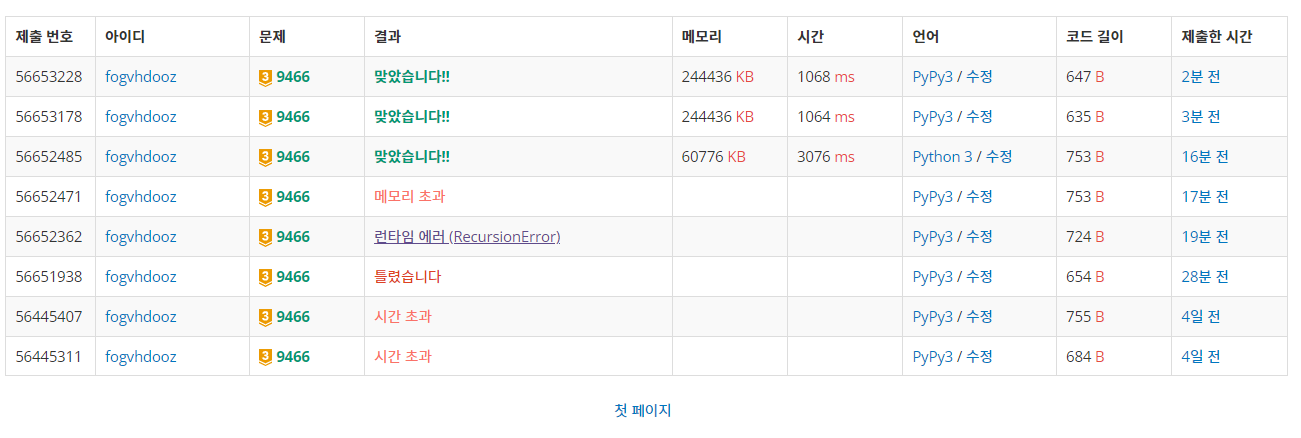 제출 번호 아이디 문제 결과 메모리 시간 언어 코드 길이 제출한 시간
56653228 fogvhdooz 3 9466 맞았습니다!! 244436 KB 1068 ms PyPy3 / 수정 647 B 2분 전
56653178 fogvhdooz 3 9466 맞았습니다!! 244436 KB 1064 ms PyPy3 / 수정 635 B 3분 전
56652485 fogvhdooz 3 9466 맞았습니다!! 60776 KB 3076 ms Python 3 / 수정 753 B 16분 전
56652471 fogvhdooz 3 9466 메모리 초과 PyPy3 / 수정 753 B 17분 전
56652362 fogvhdooz 3 9466 런타임 에러 (RecursionError) PyPy3 / 수정 724 B 19분 전
56651938 fogvhdooz 3 9466 틀렸습니다 PyPy3 / 수정 654 B 28분 전
56445407 fogvhdooz 3 9466 시간 초과 PyPy3 / 수정 755 B 4일 전
56445311 fogvhdooz 3 9466 시간 초과 PyPy3 / 수정 684 B 4일 전
첫 페이지